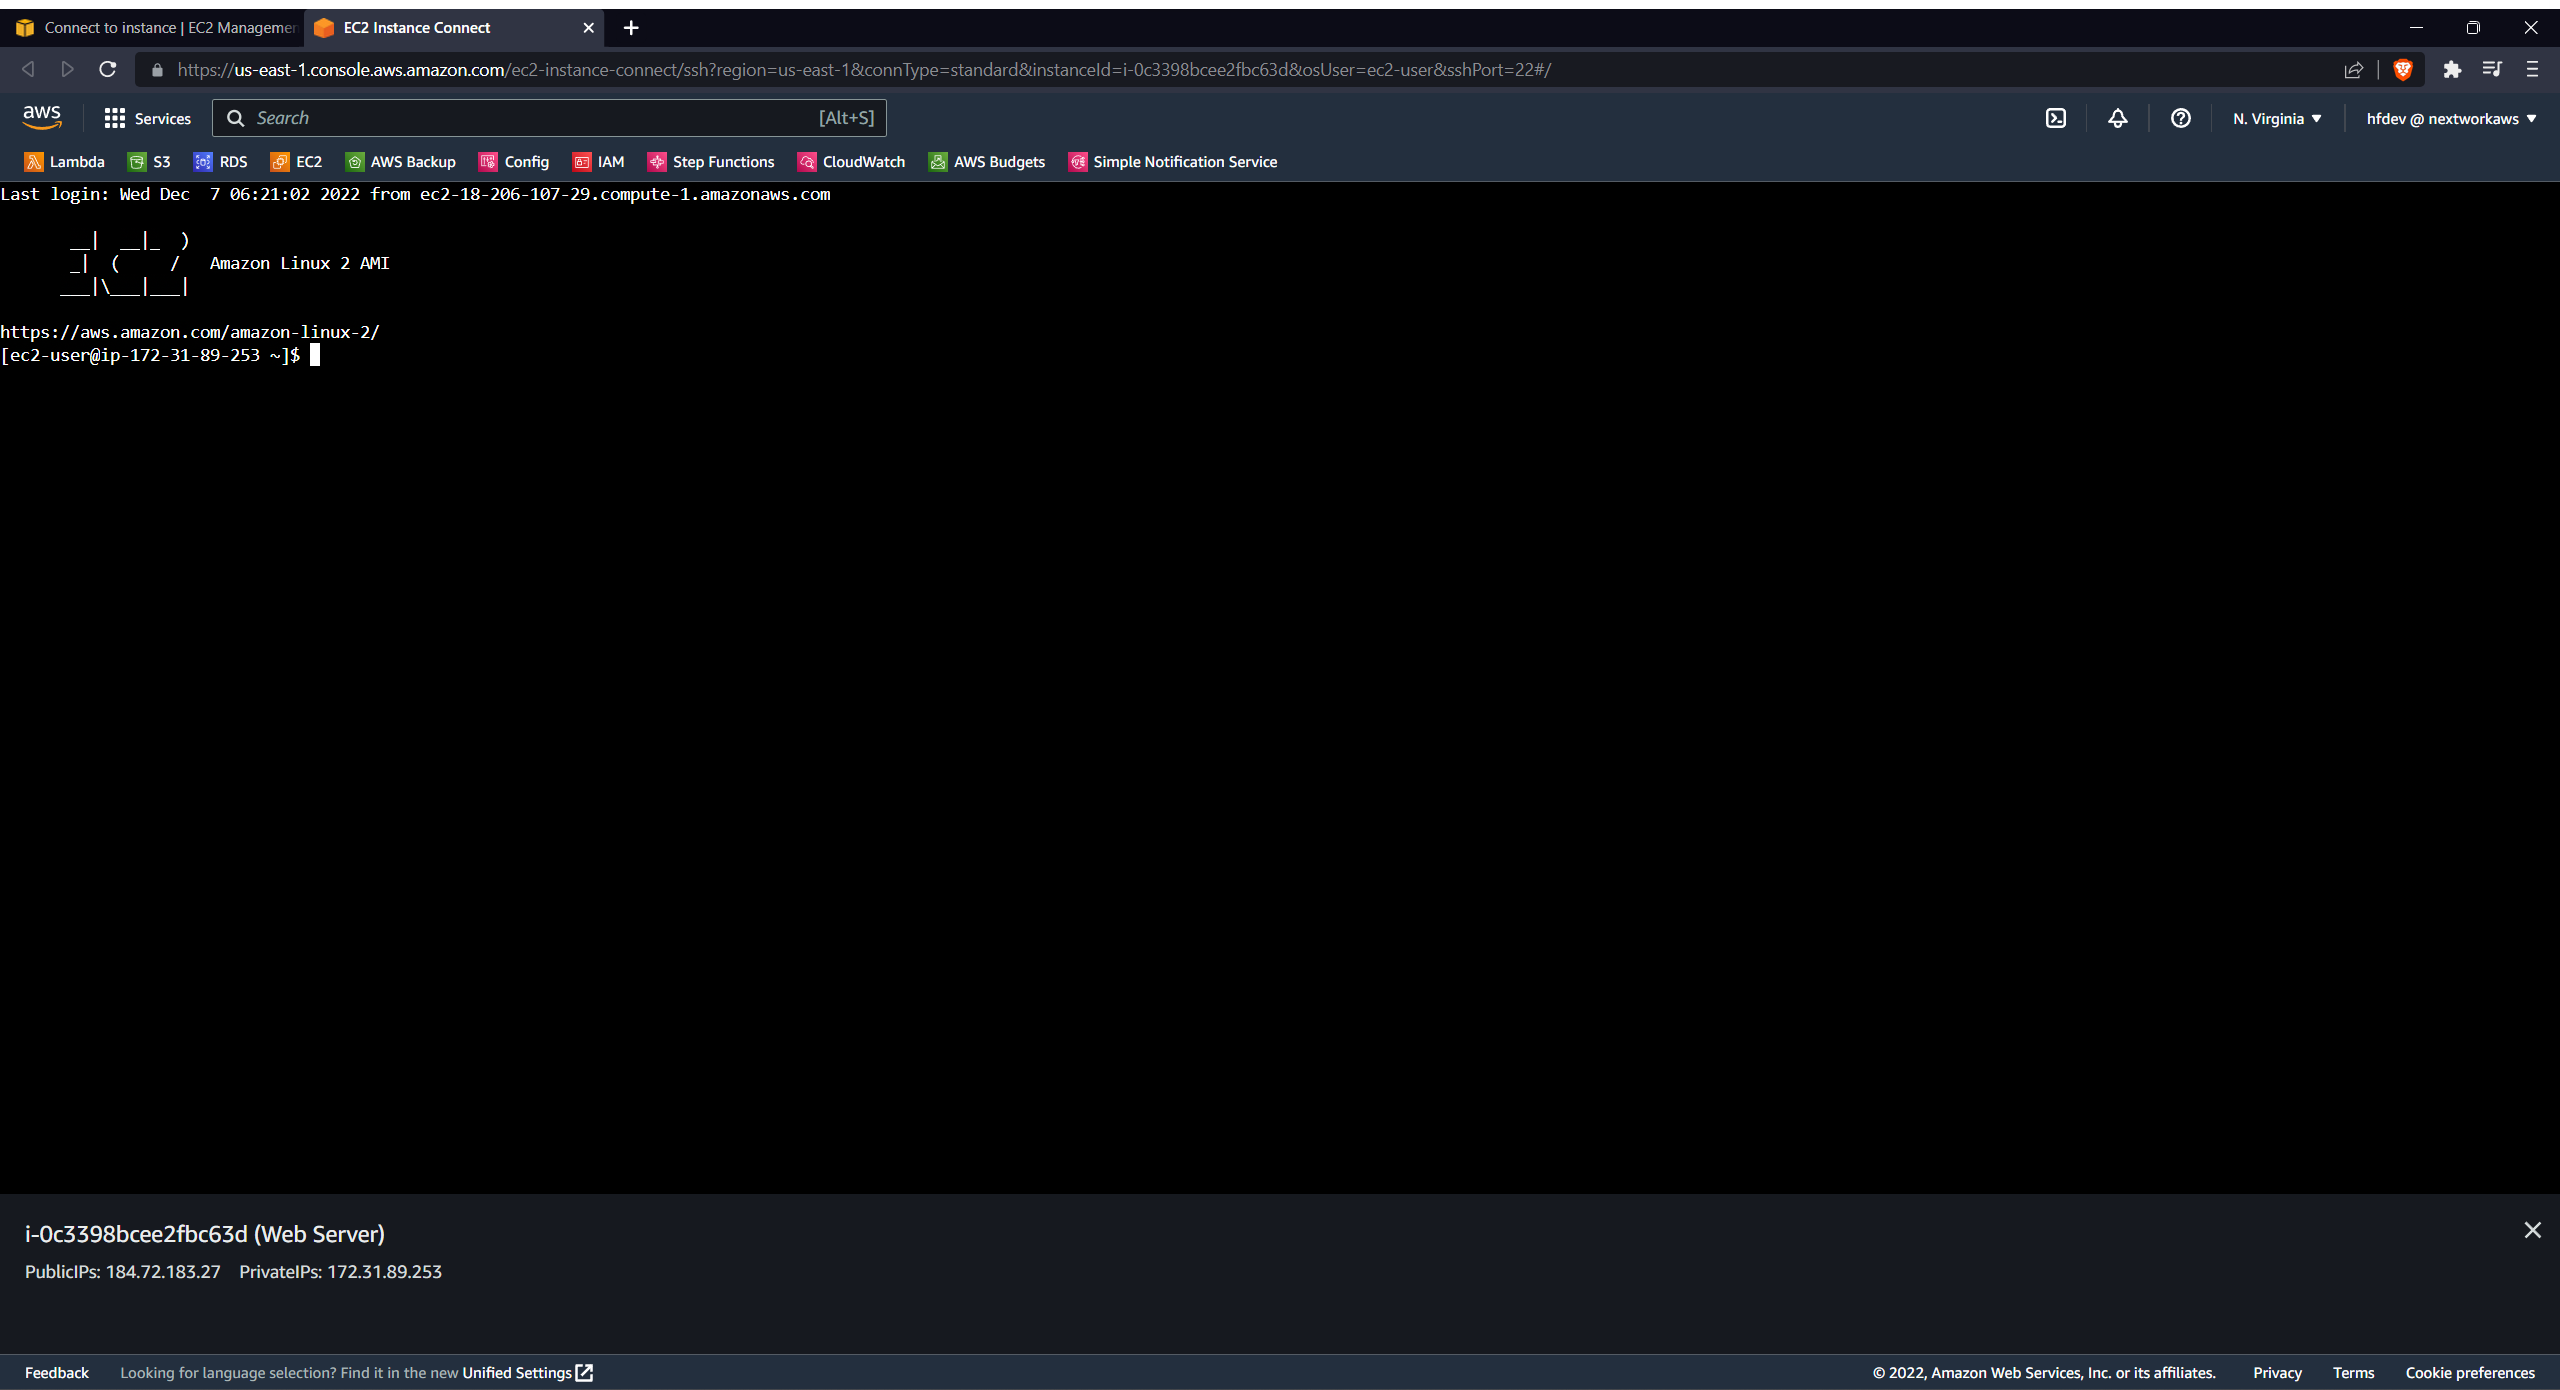 Connect to instance | EC2 Managemen
EC2 Instance Connect
https://us-east-1.console.aws.amazon.com/ec2-instance-connect/ssh?region=us-east-1&connType=standard&instanceId=i-0c3398bcee2fbc63d&osUser=ec2-user&sshPort=22#/
aws Services Search [Alt+S] N. Virginia hfdev @ nextworkaws
Lambda S3 RDS EC2 AWS Backup Config IAM Step Functions CloudWatch AWS Budgets Simple Notification Service
Last login: Wed Dec  7 06:21:02 2022 from ec2-18-206-107-29.compute-1.amazonaws.com
       __|  __|_  )
       _|  (     /   Amazon Linux 2 AMI
      ___|\___|___|
https://aws.amazon.com/amazon-linux-2/
[ec2-user@ip-172-31-89-253 ~]$
i-0c3398bcee2fbc63d (Web Server)
PublicIPs: 184.72.183.27 PrivateIPs: 172.31.89.253
Feedback Looking for language selection? Find it in the new Unified Settings © 2022, Amazon Web Services, Inc. or its affiliates. Privacy Terms Cookie preferences